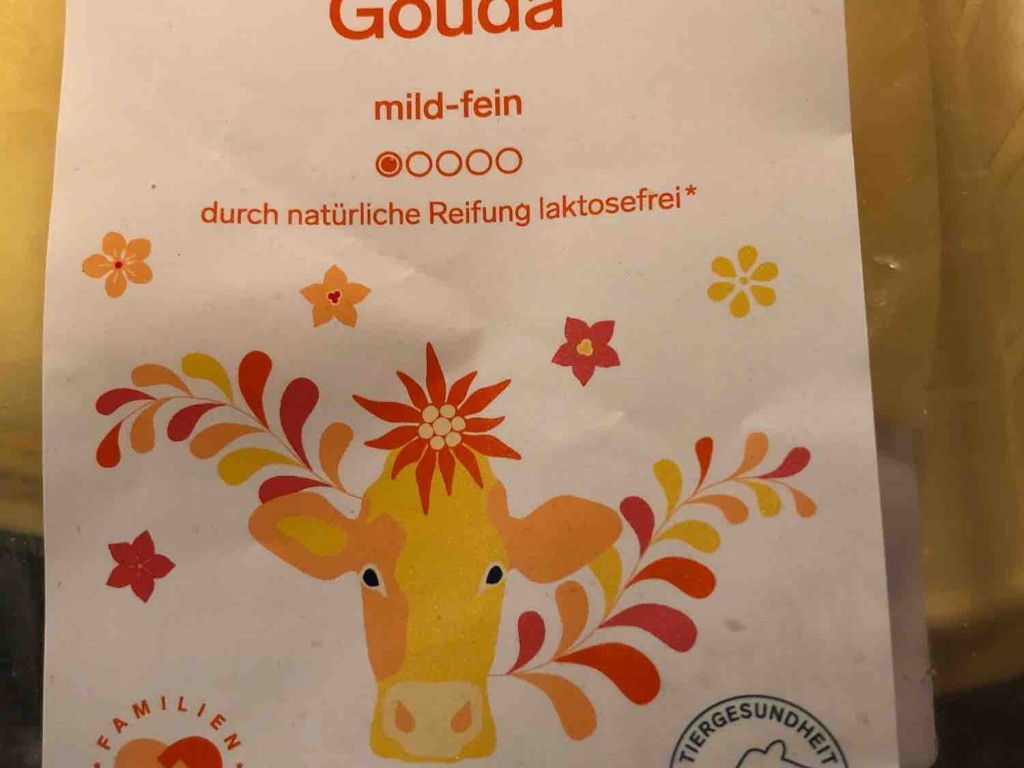 Gouda
mild-fein
durch natürliche Reifung laktosefrei*
FAMILIEN
TIERGESUNDHEIT